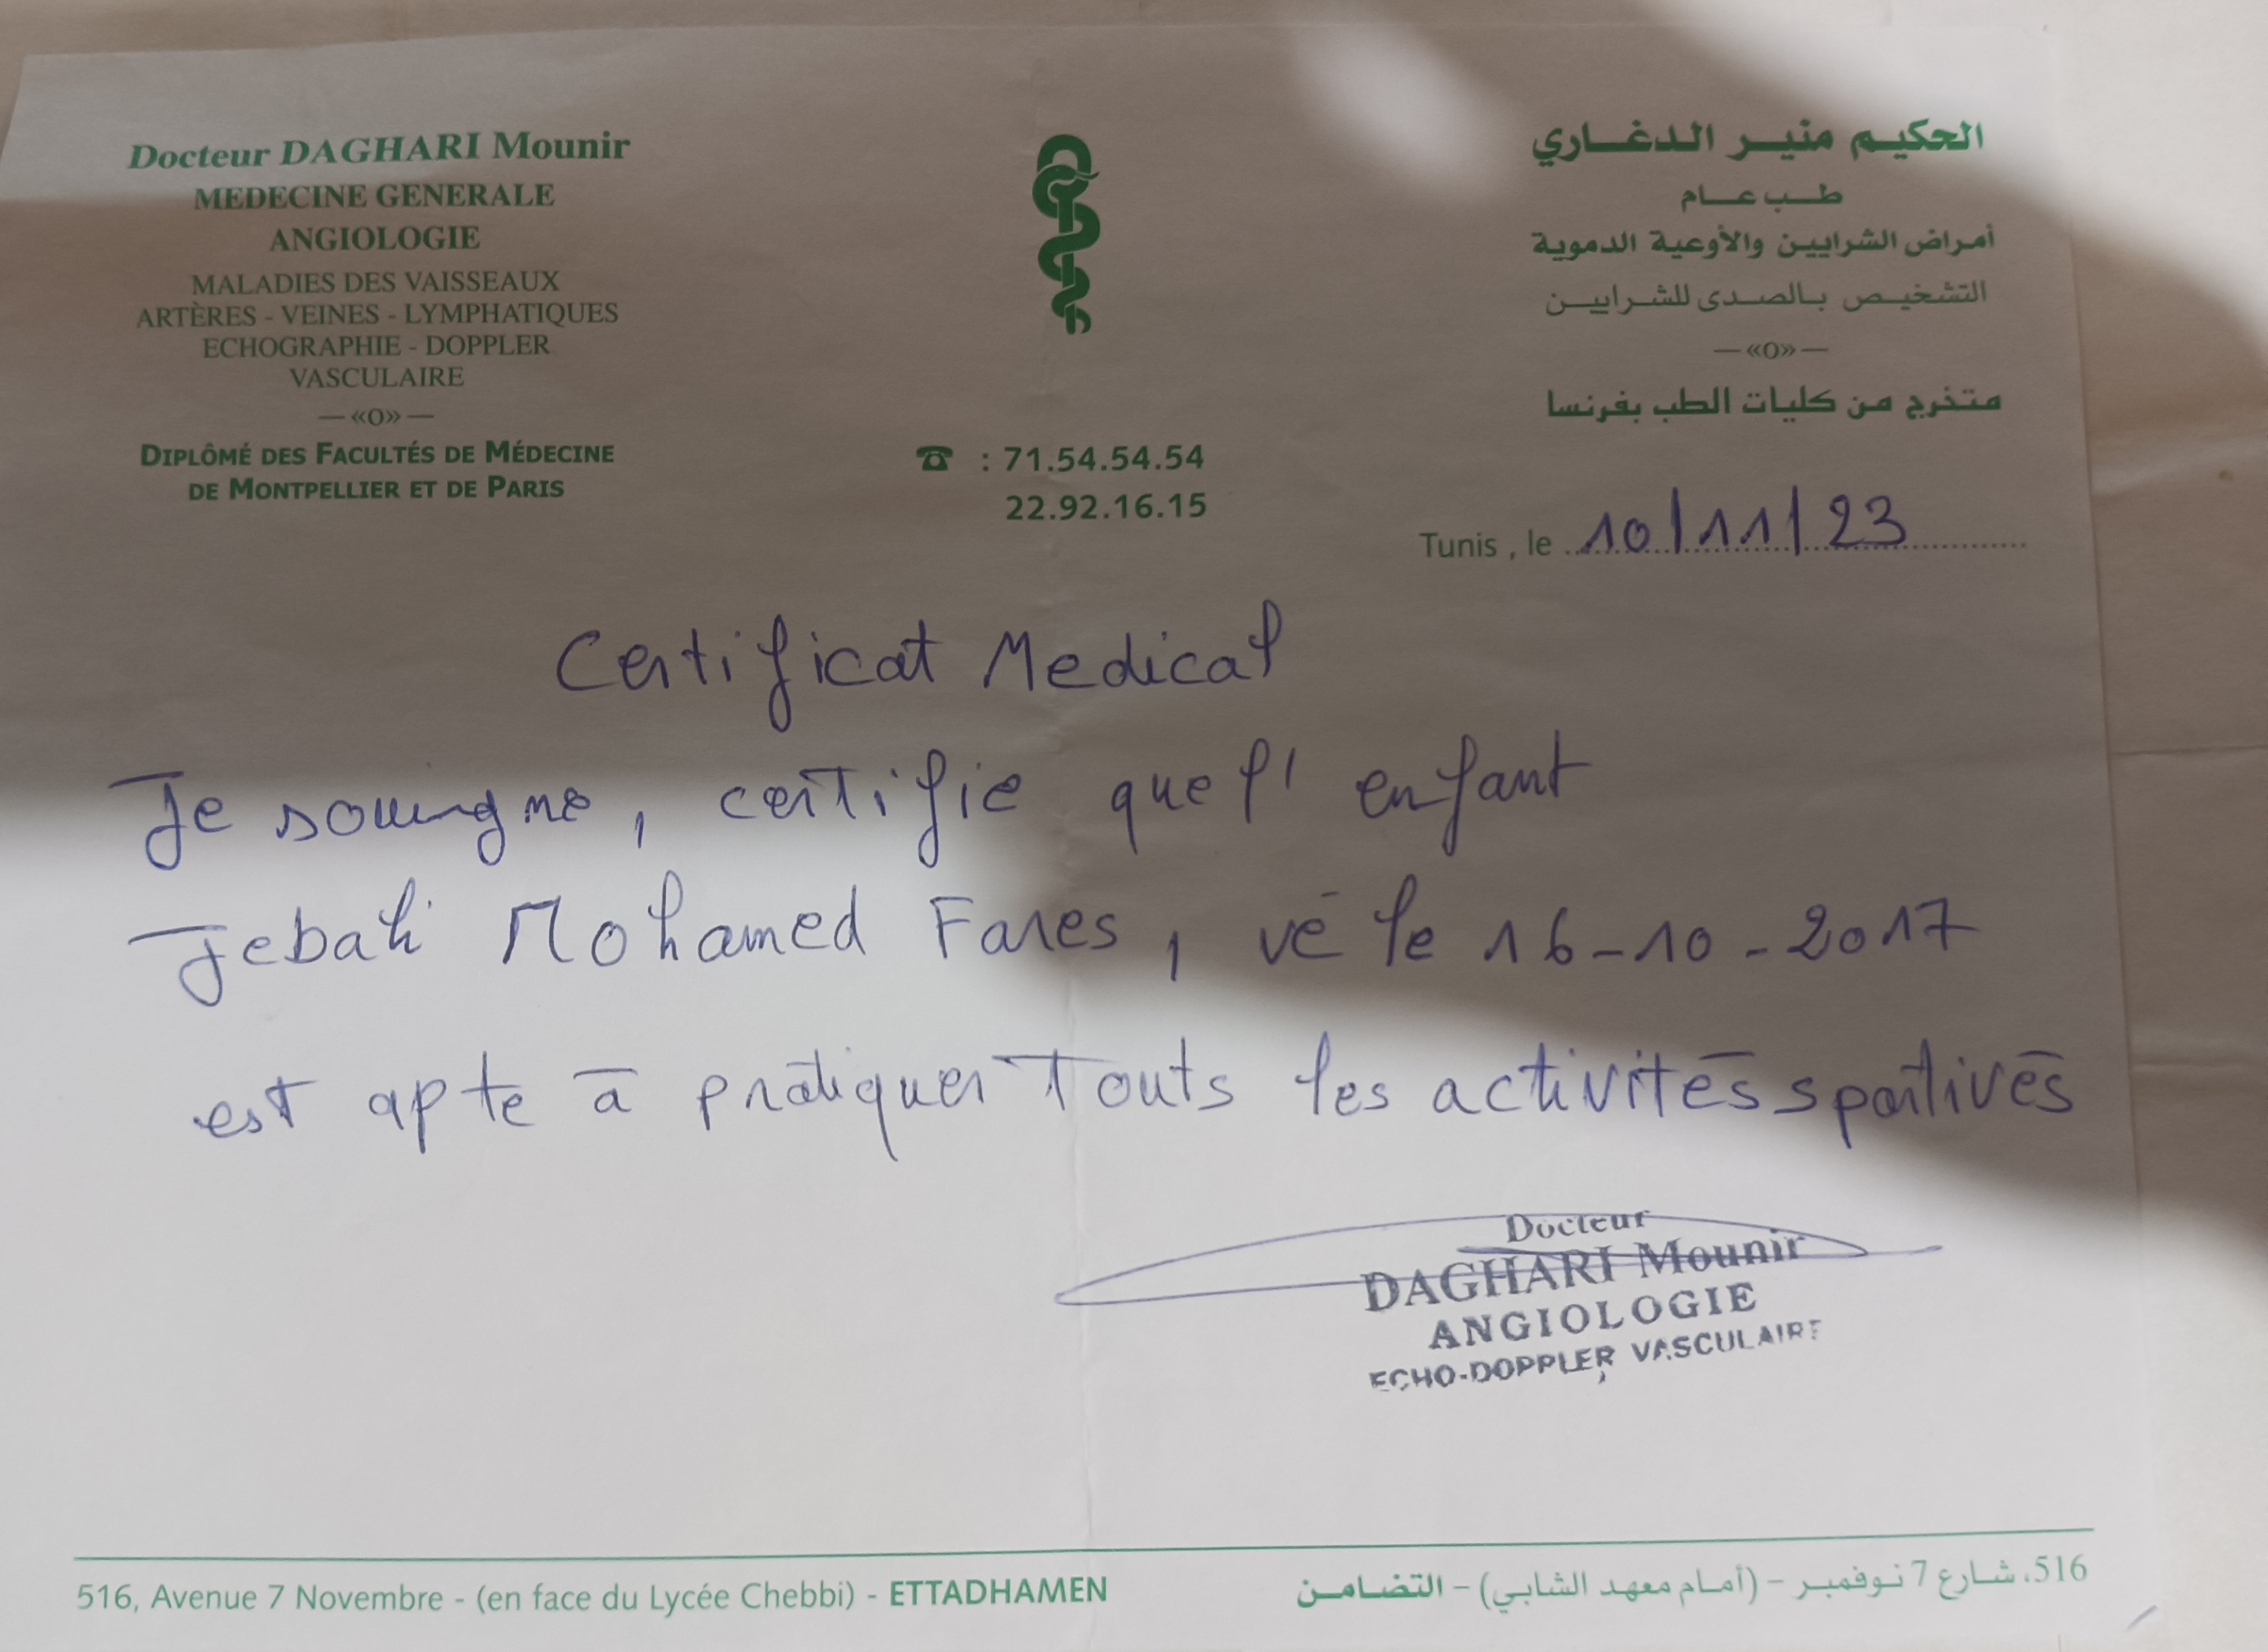 Docteur DAGHARI Mounir
MEDECINE GENERALE
ANGIOLOGIE
MALADIES DES VAISSEAUX
ARTÈRES - VEINES - LYMPHATIQUES
ECHOGRAPHIE - DOPPLER
VASCULAIRE
— «O» —
DIPLÔMÉ DES FACULTÉS DE MÉDECINE
DE MONTPELLIER ET DE PARIS
☎ : 71.54.54.54
22.92.16.15
الحكيم منير الدغاري
طب عام
أمراض الشرايين والأوعية الدموية
التشخيص بالصدى للشرايين
— «O» —
متخرج من كليات الطب بفرنسا
Tunis , le 10/11/23
Certificat Medical
Je , certifie que l' enfant
Mohamed Fares, né le 16-10-2017
est apte à pratiquer Touts les activités sportives
Docteur
DAGHARI Mounir
ANGIOLOGIE
ECHO-DOPPLER VASCULAIRE
516, Avenue 7 Novembre - (en face du Lycée Chebbi) - ETTADHAMEN
516، شارع 7 نوفمبر – (أمام معهد الشابي) – التضامن